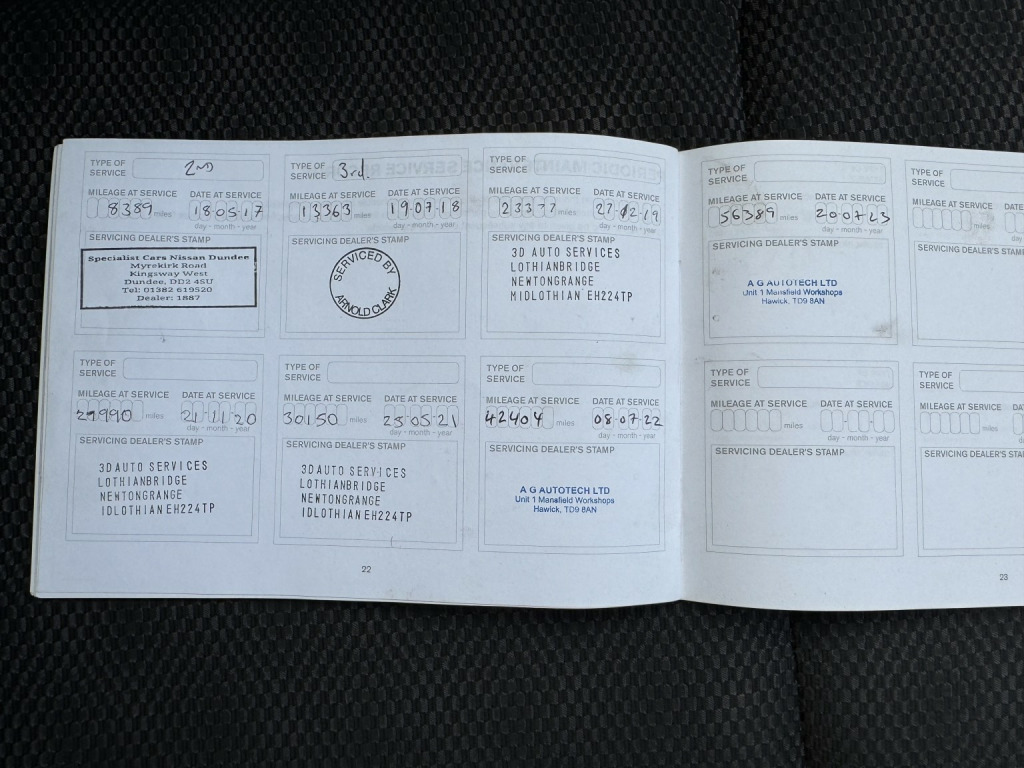 TYPE OF SERVICE 2ND
MILEAGE AT SERVICE DATE AT SERVICE
8389 miles 18-05-17
day - month - year
SERVICING DEALER'S STAMP
Specialist Cars Nissan Dundee
Myrekirk Road
Kingsway West
Dundee, DD2 4SU
Tel: 01382 619520
Dealer: 1887
TYPE OF SERVICE 3rd.
MILEAGE AT SERVICE DATE AT SERVICE
13363 miles 19-07-18
day - month - year
SERVICING DEALER'S STAMP
SERVICED BY
ARNOLD CLARK
TYPE OF SERVICE
MILEAGE AT SERVICE DATE AT SERVICE
23377 miles 27-12-19
day - month - year
SERVICING DEALER'S STAMP
3D AUTO SERVICES
LOTHIANBRIDGE
NEWTONGRANGE
MIDLOTHIAN EH224TP
TYPE OF SERVICE
MILEAGE AT SERVICE DATE AT SERVICE
29990 miles 21-11-20
day - month - year
SERVICING DEALER'S STAMP
3DAUTO SERVICES
LOTHIANBRIDGE
NEWTONGRANGE
IDLOTHIAN EH224TP
TYPE OF SERVICE
MILEAGE AT SERVICE DATE AT SERVICE
30150 miles 25-05-21
day - month - year
SERVICING DEALER'S STAMP
3DAUTO SERVICES
LOTHIANBRIDGE
NEWTONGRANGE
IDLOTHIAN EH224TP
TYPE OF SERVICE
MILEAGE AT SERVICE DATE AT SERVICE
42404 miles 08-07-22
day - month - year
SERVICING DEALER'S STAMP
A G AUTOTECH LTD
Unit 1 Mansfield Workshops
Hawick, TD9 8AN
22
TYPE OF SERVICE
MILEAGE AT SERVICE DATE AT SERVICE
56389 miles 20-07-23
day - month - year
SERVICING DEALER'S STAMP
A G AUTOTECH LTD
Unit 1 Mansfield Workshops
Hawick, TD9 8AN
TYPE OF SERVICE
MILEAGE AT SERVICE DATE
miles
day
SERVICING DEALER'S STA
TYPE OF SERVICE
MILEAGE AT SERVICE DATE AT SERVICE
miles
day - month - year
SERVICING DEALER'S STAMP
TYPE OF SERVICE
MILEAGE AT SERVICE DATE
miles
SERVICING DEALER'S STA
23